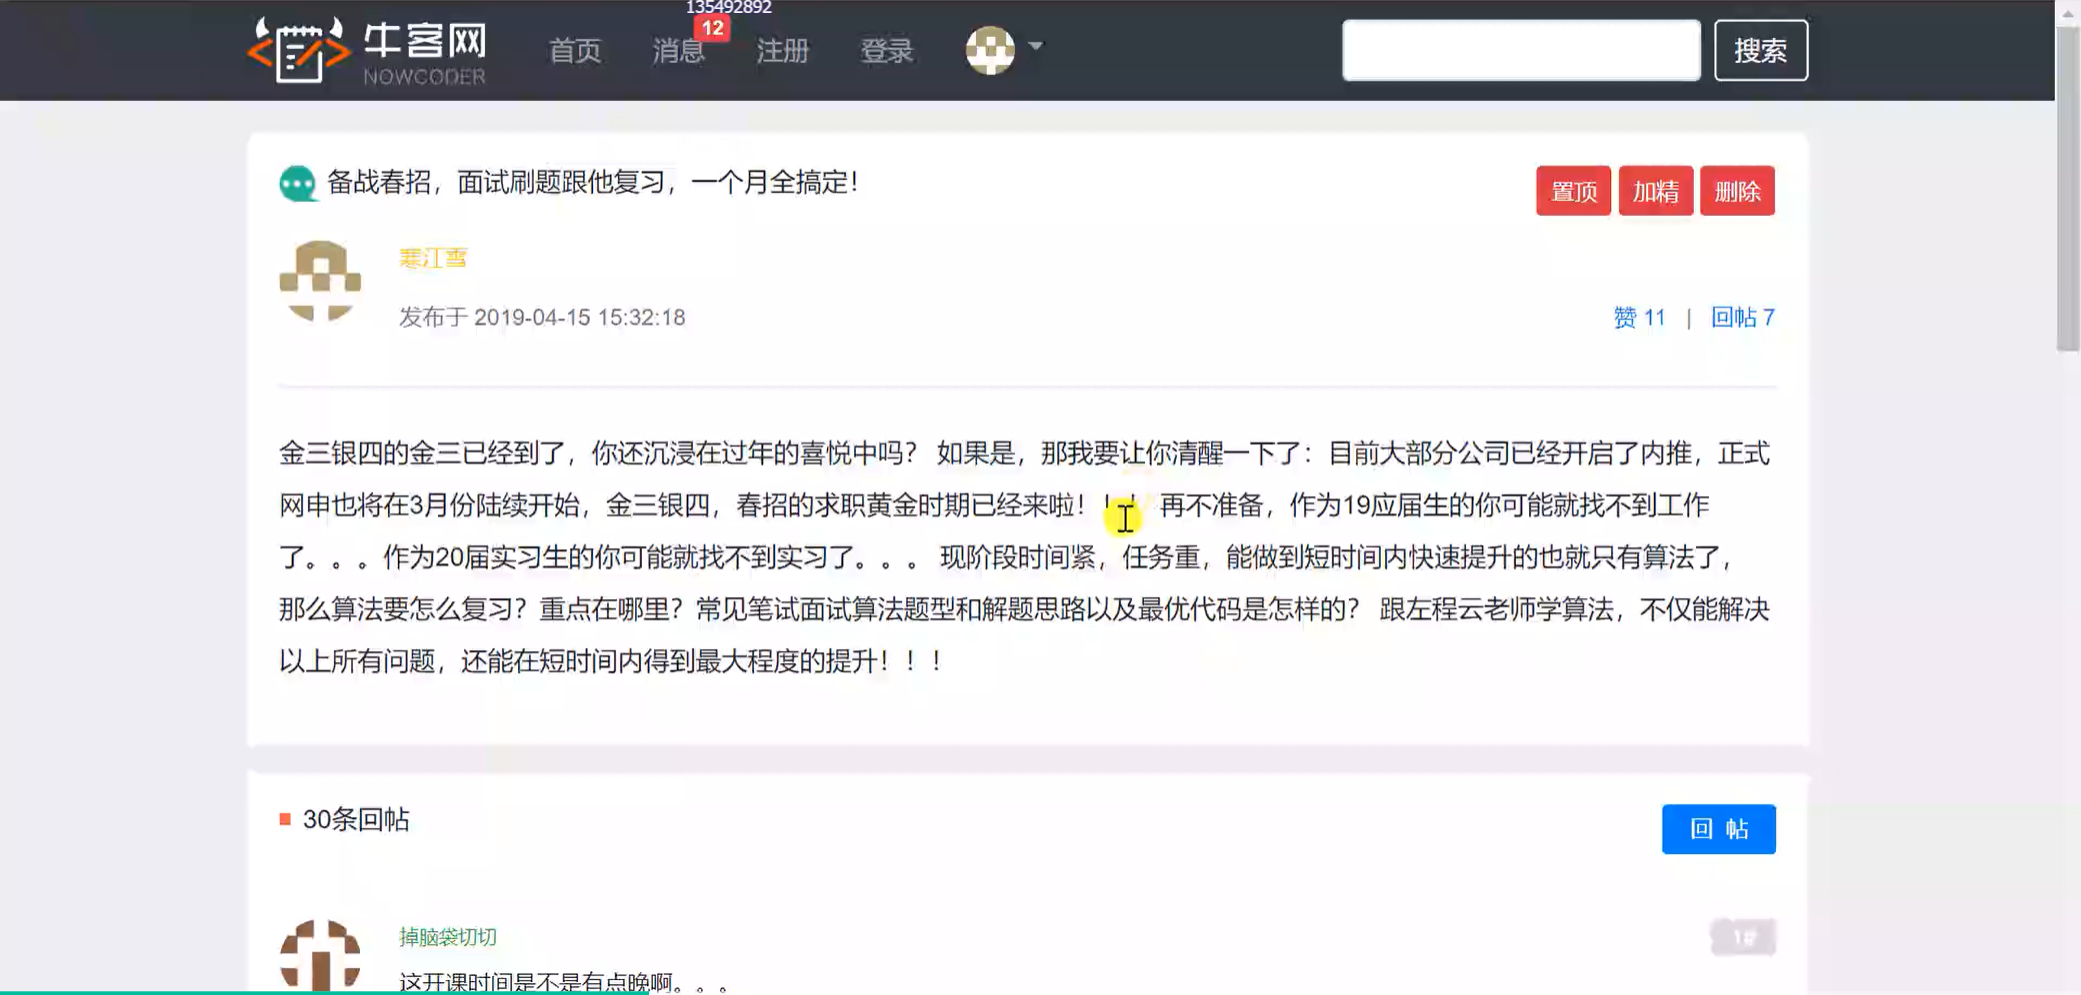 135492892
牛客网
NOWCODER
首页
消息
12
注册
登录
搜索
备战春招，面试刷题跟他复习，一个月全搞定！
置顶
加精
删除
寒江雪
发布于 2019-04-15 15:32:18
赞 11 | 回帖 7
金三银四的金三已经到了，你还沉浸在过年的喜悦中吗？ 如果是，那我要让你清醒一下了：目前大部分公司已经开启了内推，正式
网申也将在3月份陆续开始，金三银四，春招的求职黄金时期已经来啦！！！ 再不准备，作为19应届生的你可能就找不到工作
了。。。作为20届实习生的你可能就找不到实习了。。。 现阶段时间紧，任务重，能做到短时间内快速提升的也就只有算法了，
那么算法要怎么复习？重点在哪里？常见笔试面试算法题型和解题思路以及最优代码是怎样的？ 跟左程云老师学算法，不仅能解决
以上所有问题，还能在短时间内得到最大程度的提升！！！
30条回帖
回 帖
掉脑袋切切
1#
这开课时间是不是有点晚啊。。。